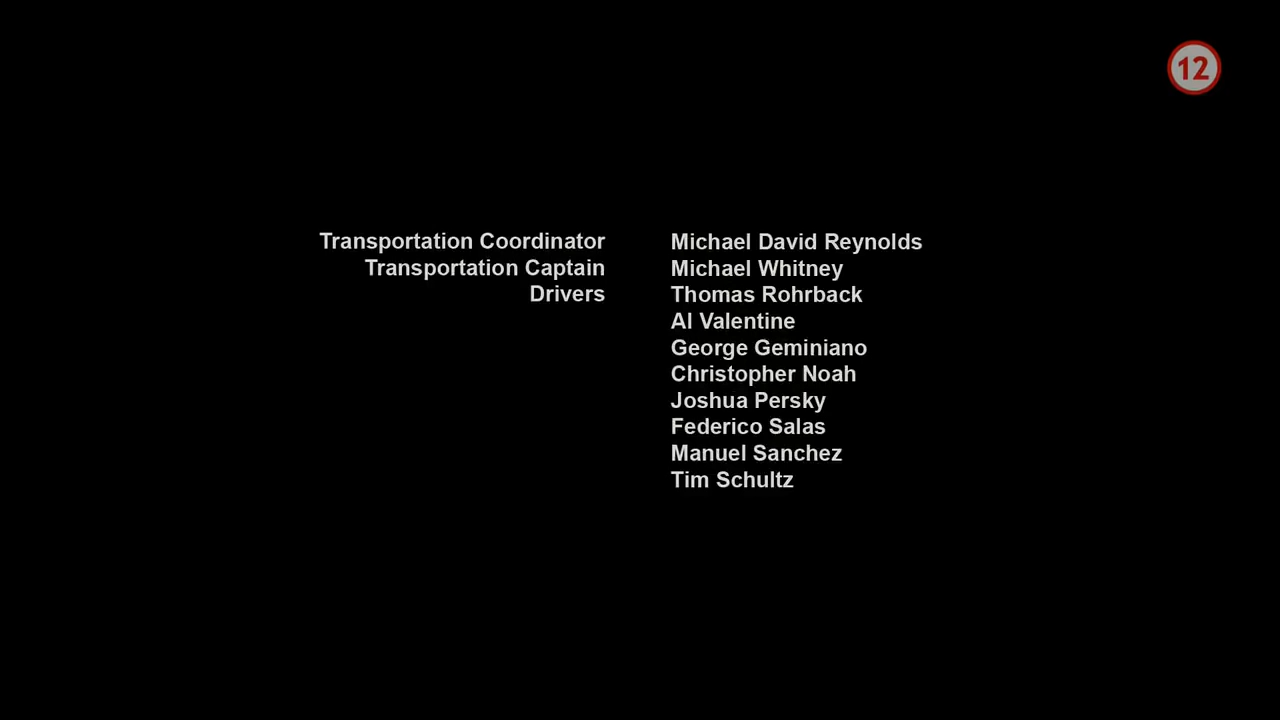 12
Transportation Coordinator Michael David Reynolds
Transportation Captain Michael Whitney
Drivers Thomas Rohrback
Al Valentine
George Geminiano
Christopher Noah
Joshua Persky
Federico Salas
Manuel Sanchez
Tim Schultz